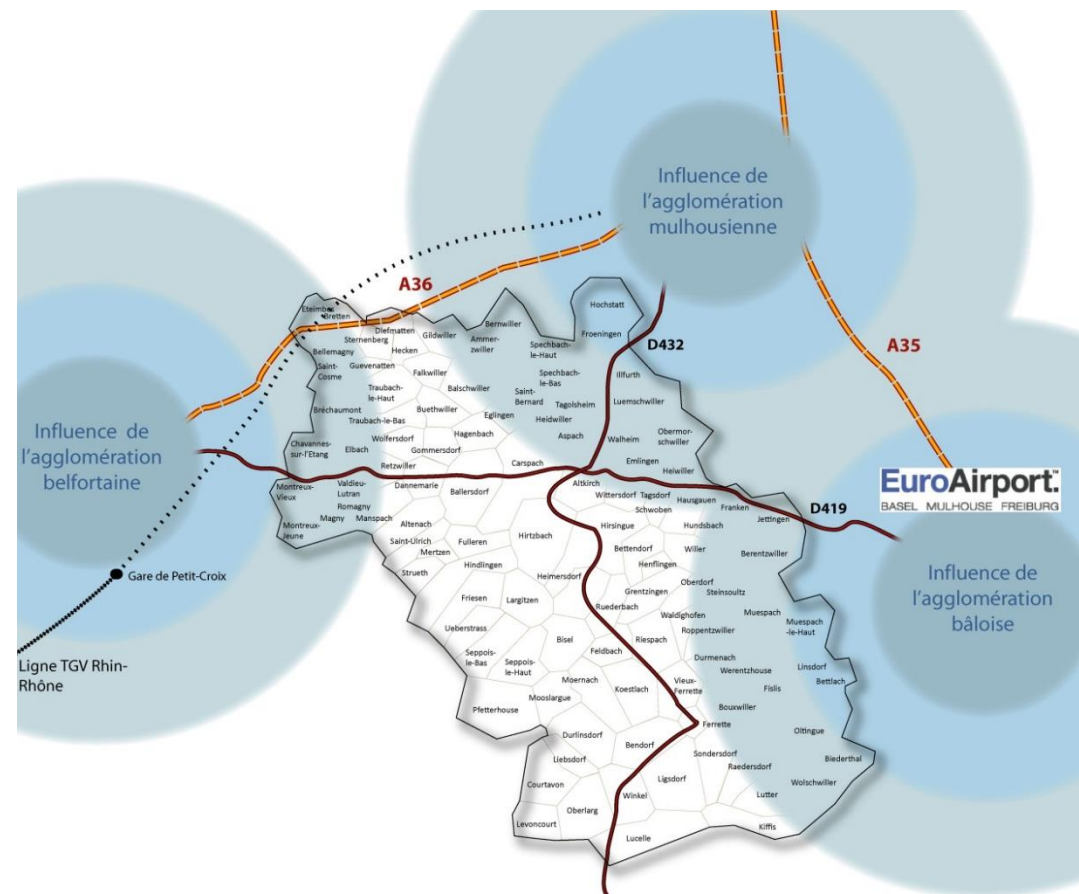 Influence de
l'agglomération
mulhousienne
A36
D432
A35
Influence de
l'agglomération
belfortaine
EuroAirport.™
BASEL MULHOUSE FREIBURG
D419
Influence de
l'agglomération
bâloise
Gare de Petit-Croix
Ligne TGV Rhin-
Rhône
Eteimbes
Bretten
Hochstatt
Froeningen
Diefmatten
Gildwiller
Bernwiller
Ammerz-
willer
Sternenberg
Hecken
Spechbach
le-Haut
Bellemagny
Saint-
Cosme
Guevenatten
Falkwiller
Balschwiller
Spechbach-
le-Bas
Illfurth
Traubach-
le-Haut
Saint-
Bernard
Tagolsheim
Luemschwiller
Bréchaumont
Traubach-le-Bas
Buethwiller
Eglingen
Heidwiller
Aspach
Walheim
Obermor-
schwiller
Chavannes-
sur-l'Etang
Elbach
Wolfersdorf
Gommersdorf
Hagenbach
Retzwiller
Carspach
Emlingen
Heiwiller
Altkirch
Montreux-
Vieux
Valdieu-
Lutran
Dannemarie
Ballersdorf
Wittersdorf
Tagsdorf
Hausgauen
Franken
Jettingen
Romagny
Magny
Manspach
Schwoben
Montreux-
Jeune
Altenach
Hirtzbach
Hirsingue
Hundsbach
Saint-Ulrich
Mertzen
Fulleren
Bettendorf
Willer
Berentzwiller
Strueth
Hindlingen
Heimersdorf
Henflingen
Oberdorf
Steinsoultz
Friesen
Largitzen
Grentzingen
Ruederbach
Waldighofen
Muespach
Muespach
-le-Haut
Ueberstrass
Bisel
Riespach
Roppentzwiller
Seppois-
le-Bas
Seppois-
le-Haut
Feldbach
Durmenach
Werentzhouse
Linsdorf
Bettlach
Moernach
Koestlach
Vieux-
Ferrette
Fislis
Mooslargue
Bouxwiller
Pfetterhouse
Ferrette
Oltingue
Durlinsdorf
Bendorf
Sondersdorf
Biederthal
Liebsdorf
Raedersdorf
Wolschwiller
Courtavon
Ligsdorf
Winkel
Lutter
Oberlarg
Levoncourt
Kiffis
Lucelle